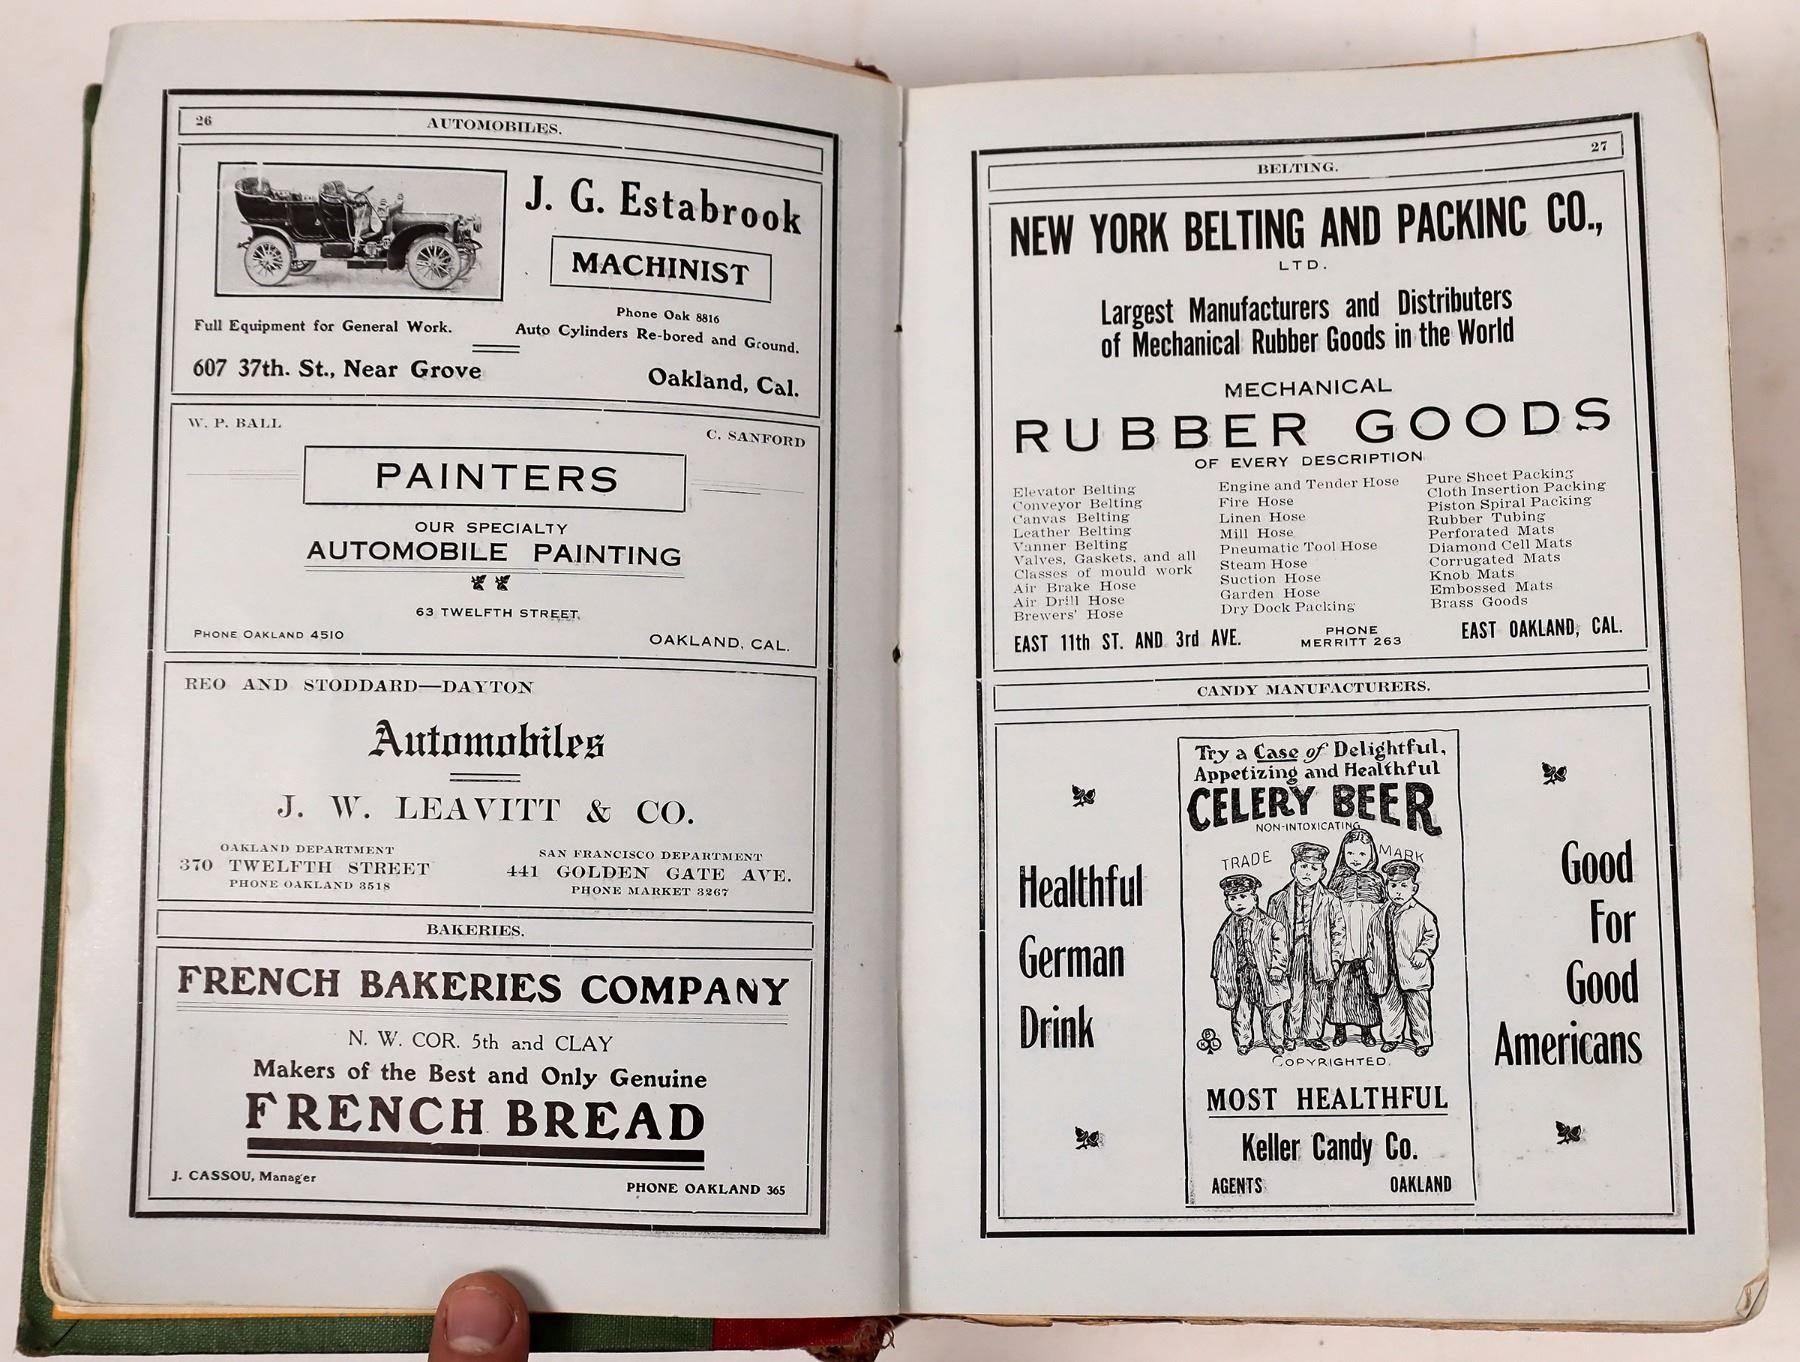 26
AUTOMOBILES.
J. G. Estabrook
MACHINIST
Phone Oak 8816
Full Equipment for General Work.
Auto Cylinders Re-bored and Ground.
607 37th. St., Near Grove
Oakland, Cal.
W. P. BALL
C. SANFORD
PAINTERS
OUR SPECIALTY
AUTOMOBILE PAINTING
63 TWELFTH STREET,
PHONE OAKLAND 4510
OAKLAND, CAL.
REO AND STODDARD—DAYTON
Automobiles
J. W. LEAVITT & CO.
OAKLAND DEPARTMENT
370 TWELFTH STREET
PHONE OAKLAND 3518
SAN FRANCISCO DEPARTMENT
441 GOLDEN GATE AVE.
PHONE MARKET 3267
BAKERIES.
FRENCH BAKERIES COMPANY
N. W. COR. 5th and CLAY
Makers of the Best and Only Genuine
FRENCH BREAD
J. CASSOU, Manager
PHONE OAKLAND 365
27
BELTING.
NEW YORK BELTING AND PACKINC CO.,
LTD.
Largest Manufacturers and Distributers
of Mechanical Rubber Goods in the World
MECHANICAL
RUBBER GOODS
OF EVERY DESCRIPTION
Elevator Belting
Conveyor Belting
Canvas Belting
Leather Belting
Vanner Belting
Valves, Gaskets, and all
Classes of mould work
Air Brake Hose
Air Drill Hose
Brewers' Hose
Engine and Tender Hose
Fire Hose
Linen Hose
Mill Hose
Pneumatic Tool Hose
Steam Hose
Suction Hose
Garden Hose
Dry Dock Packing
Pure Sheet Packing
Cloth Insertion Packing
Piston Spiral Packing
Rubber Tubing
Perforated Mats
Diamond Cell Mats
Corrugated Mats
Knob Mats
Embossed Mats
Brass Goods
EAST 11th ST. AND 3rd AVE.
PHONE
MERRITT 263
EAST OAKLAND, CAL.
CANDY MANUFACTURERS.
Healthful
German
Drink
Try a Case of Delightful,
Appetizing and Healthful
CELERY BEER
NON-INTOXICATING
TRADE MARK
B
K L
COPYRIGHTED.
MOST HEALTHFUL
Keller Candy Co.
AGENTS OAKLAND
Good
For
Good
Americans